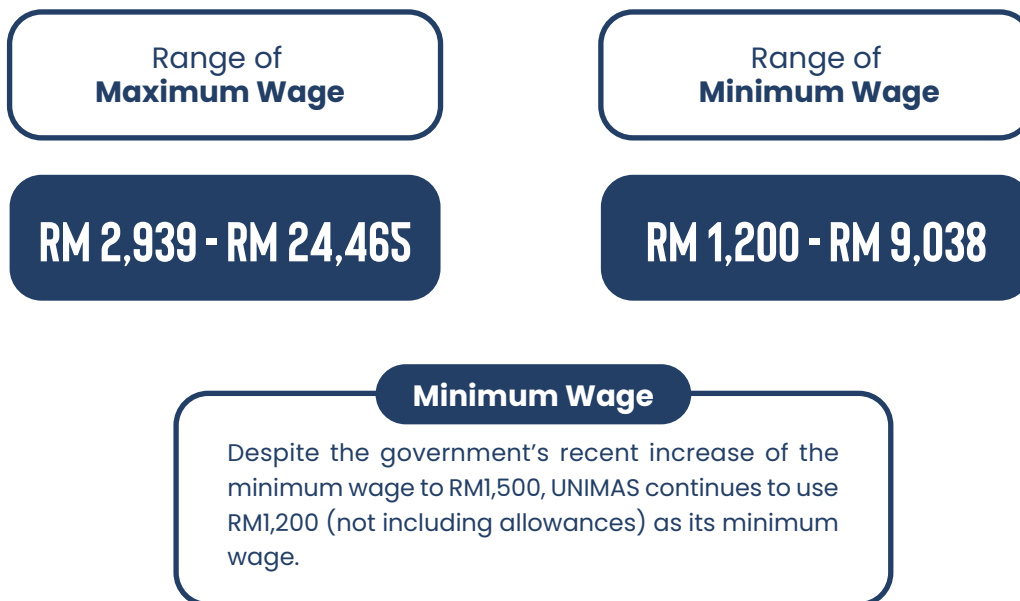 Range of
Maximum Wage
RM 2,939 - RM 24,465
Range of
Minimum Wage
RM 1,200 - RM 9,038
Minimum Wage
Despite the government's recent increase of the
minimum wage to RM1,500, UNIMAS continues to use
RM1,200 (not including allowances) as its minimum
wage.